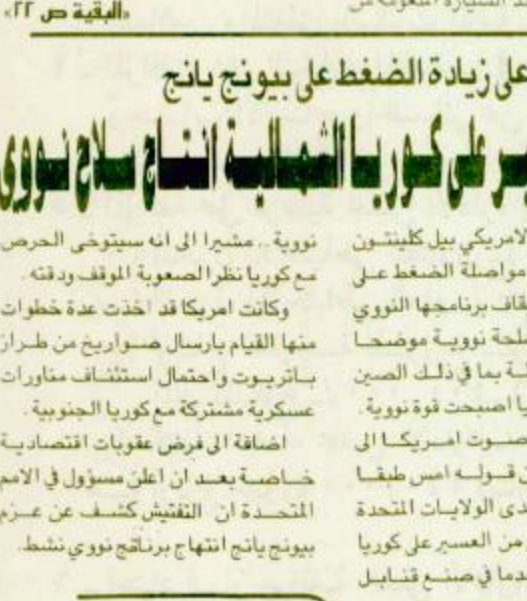 السيارة
«البقية ص ٢٢»
على زيادة الضغط على بيونج يانج
على كوريا الشمالية انتاج سلاح نووي
الامريكي بيل كلينتون
مواصلة الضغط على
برنامجها النووي
نووية موضحا
بما في ذلك الصين
اصبحت قوة نووية.
صوت امريكا الى
قوله امس طبقا
لدى الولايات المتحدة
من العسير على كوريا
في صنع قنابل
نووية .. مشيرا الى انه سيتوخى الحرص
مع كوريا نظرا لصعوبة الموقف ودقته.
وكانت امريكا قد اخذت عدة خطوات
منها القيام بارسال صواريخ من طراز
باتريوت واحتمال استئناف مناورات
عسكرية مشتركة مع كوريا الجنوبية.
اضافة الى فرض عقوبات اقتصادية
خاصة بعد ان اعلن مسؤول في الامم
المتحدة ان التفتيش كشف عن عزم
بيونج يانج انتهاج برنامج نووي نشط.